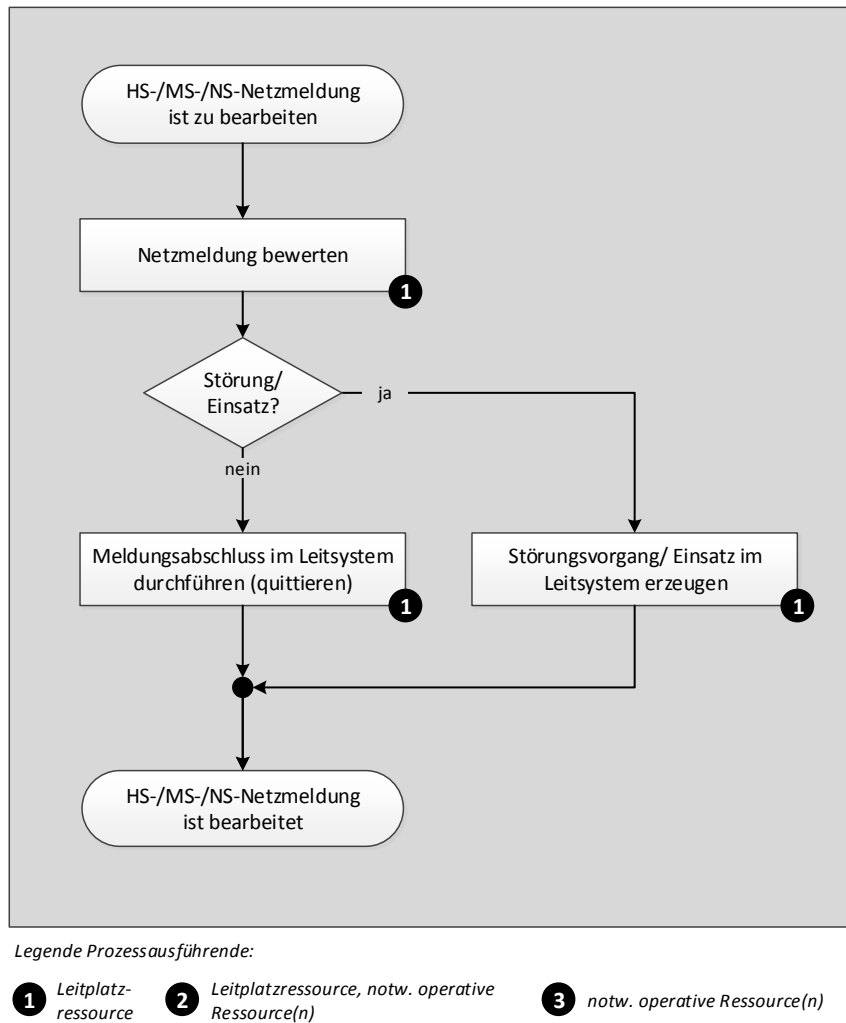 HS-/MS-/NS-Netzmeldung
ist zu bearbeiten
Netzmeldung bewerten
1
Störung/
Einsatz?
ja
nein
Meldungsabschluss im Leitsystem
durchführen (quittieren)
1
Störungsvorgang/ Einsatz im
Leitsystem erzeugen
1
HS-/MS-/NS-Netzmeldung
ist bearbeitet
Legende Prozessausführende:
1
Leitplatz-
ressource
2
Leitplatzressource, notw. operative
Ressource(n)
3
notw. operative Ressource(n)